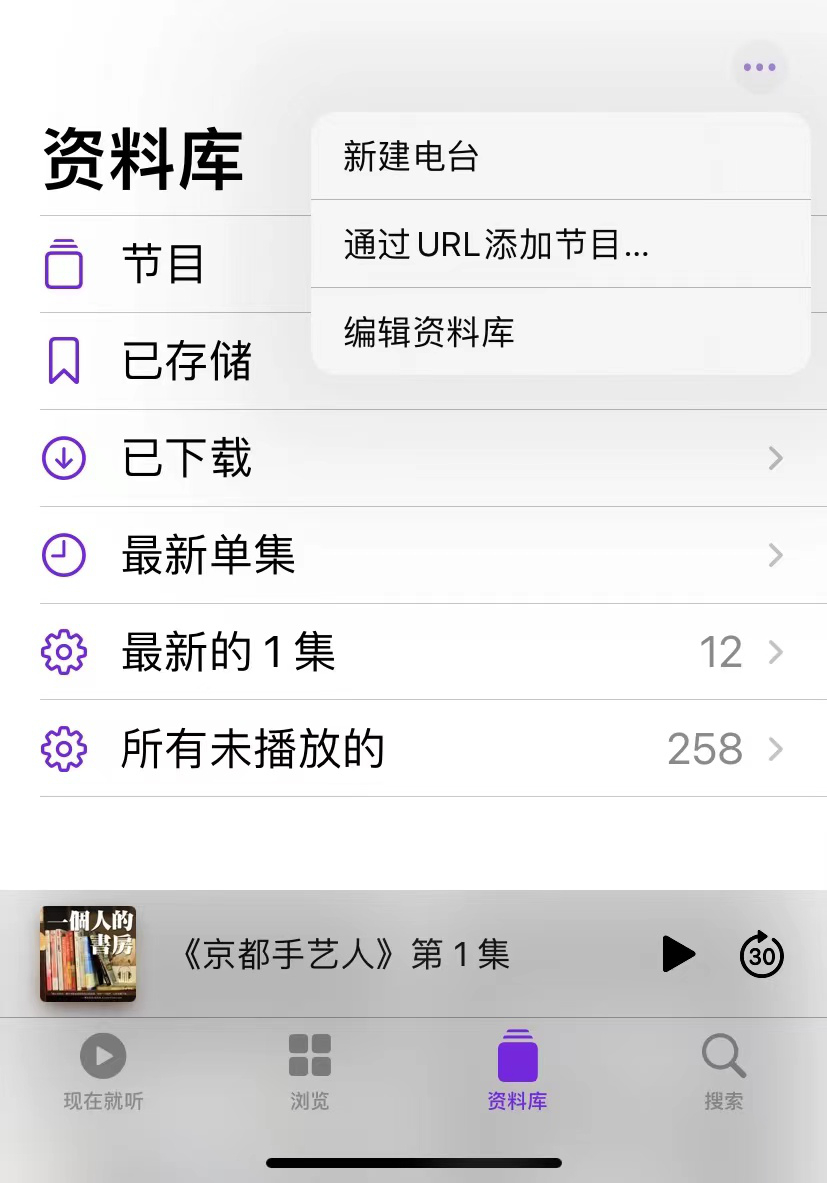 资料库
新建电台
通过URL添加节目...
编辑资料库
节目
已存储
已下载
最新单集
最新的 1 集
12
所有未播放的
258
一個人的
書房
《京都手艺人》第 1 集
30
现在就听
浏览
资料库
搜索